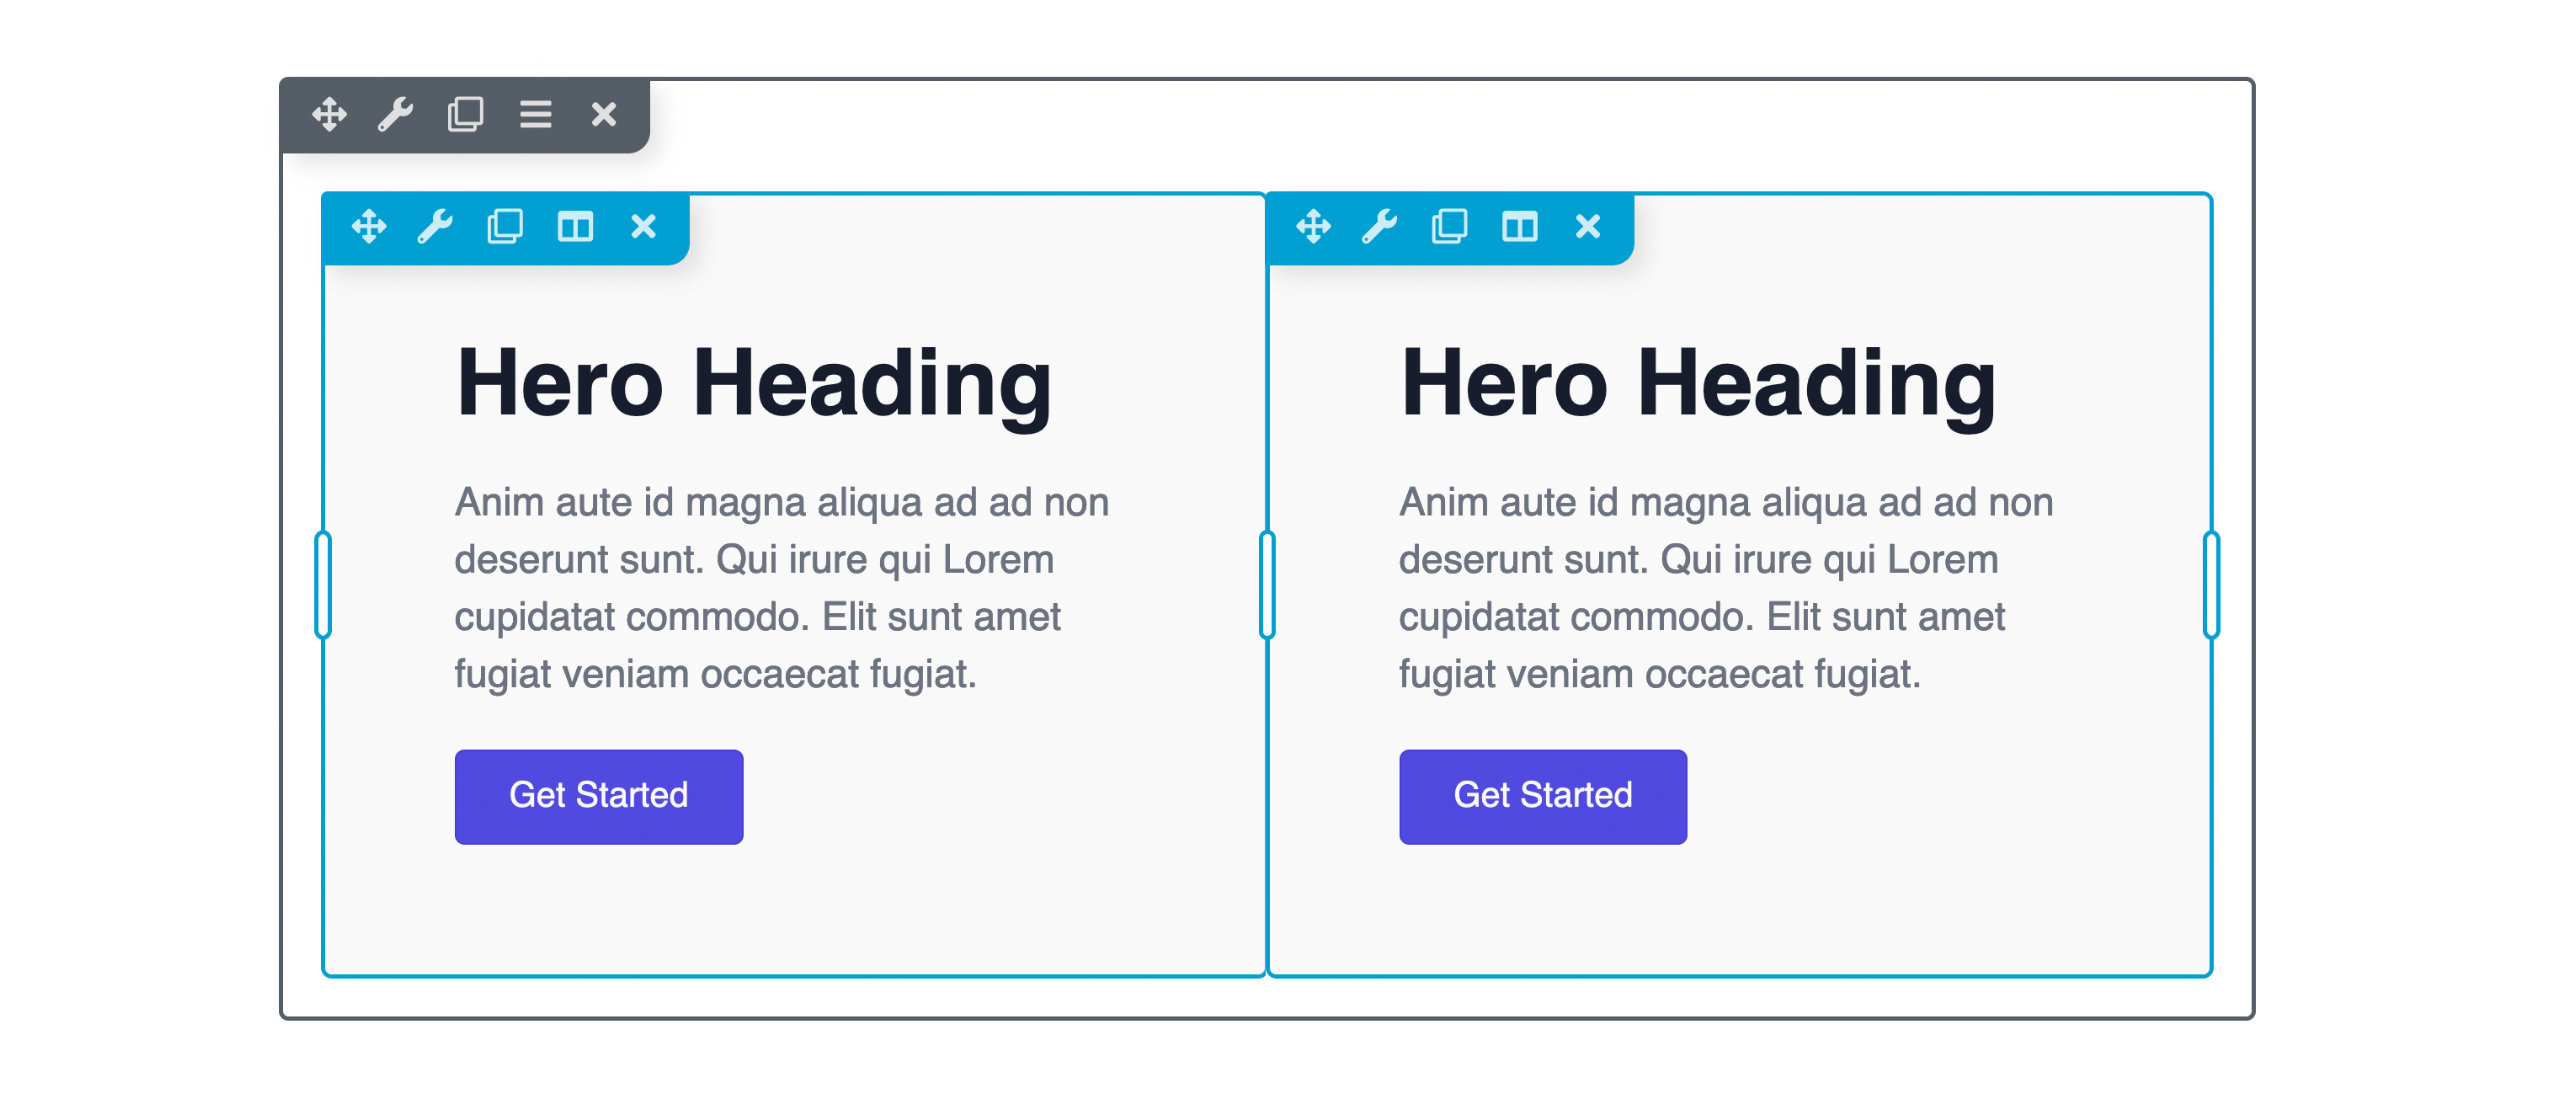 Hero Heading
Anim aute id magna aliqua ad ad non
deserunt sunt. Qui irure qui Lorem
cupidatat commodo. Elit sunt amet
fugiat veniam occaecat fugiat.
Get Started
Hero Heading
Anim aute id magna aliqua ad ad non
deserunt sunt. Qui irure qui Lorem
cupidatat commodo. Elit sunt amet
fugiat veniam occaecat fugiat.
Get Started